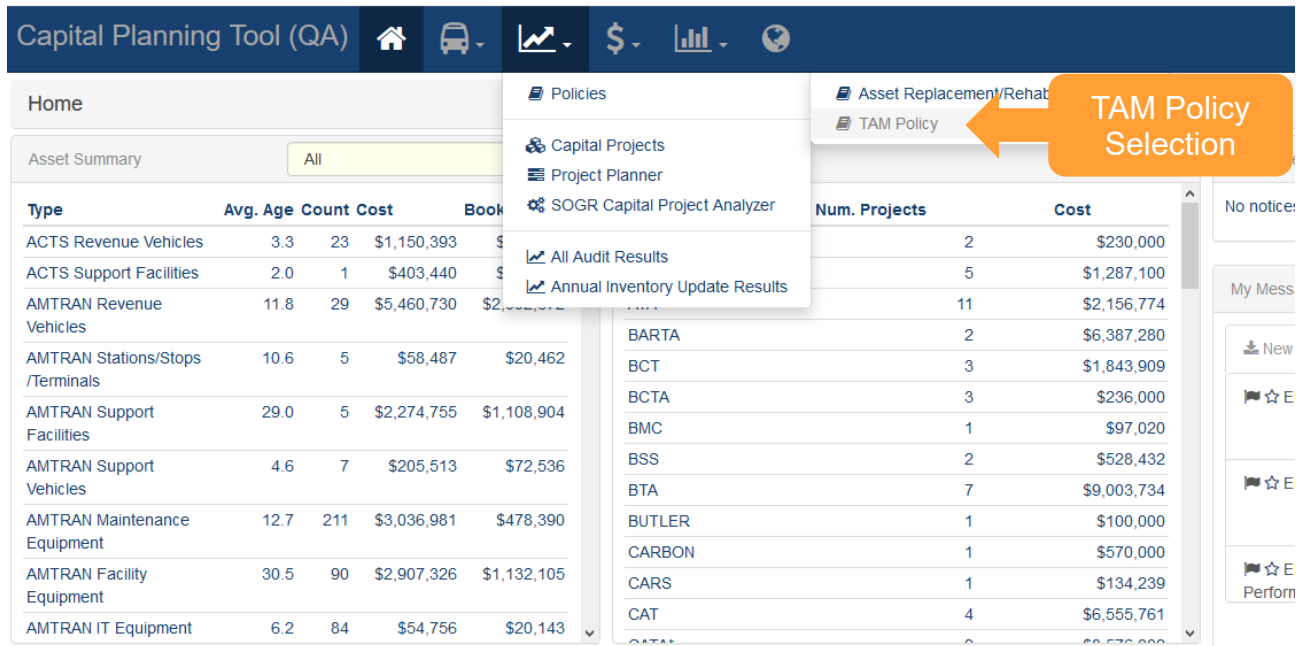 Capital Planning Tool (QA)
Home
Policies
Capital Projects
Project Planner
SOGR Capital Project Analyzer
All Audit Results
Annual Inventory Update Results
Asset Replacement/Rehab
TAM Policy
TAM Policy
Selection
Asset Summary
All
Type Avg. Age Count Cost Book
ACTS Revenue Vehicles 3.3 23 $1,150,393 $
ACTS Support Facilities 2.0 1 $403,440 $
AMTRAN Revenue 11.8 29 $5,460,730
Vehicles
AMTRAN Stations/Stops 10.6 5 $58,487 $20,462
/Terminals
AMTRAN Support 29.0 5 $2,274,755 $1,108,904
Facilities
AMTRAN Support 4.6 7 $205,513 $72,536
Vehicles
AMTRAN Maintenance 12.7 211 $3,036,981 $478,390
Equipment
AMTRAN Facility 30.5 90 $2,907,326 $1,132,105
Equipment
AMTRAN IT Equipment 6.2 84 $54,756 $20,143
Num. Projects Cost
2 $230,000
5 $1,287,100
11 $2,156,774
BARTA 2 $6,387,280
BCT 3 $1,843,909
BCTA 3 $236,000
BMC 1 $97,020
BSS 2 $528,432
BTA 7 $9,003,734
BUTLER 1 $100,000
CARBON 1 $570,000
CARS 1 $134,239
CAT 4 $6,555,761
No notices
My Mess
New
E
E
E
Perform